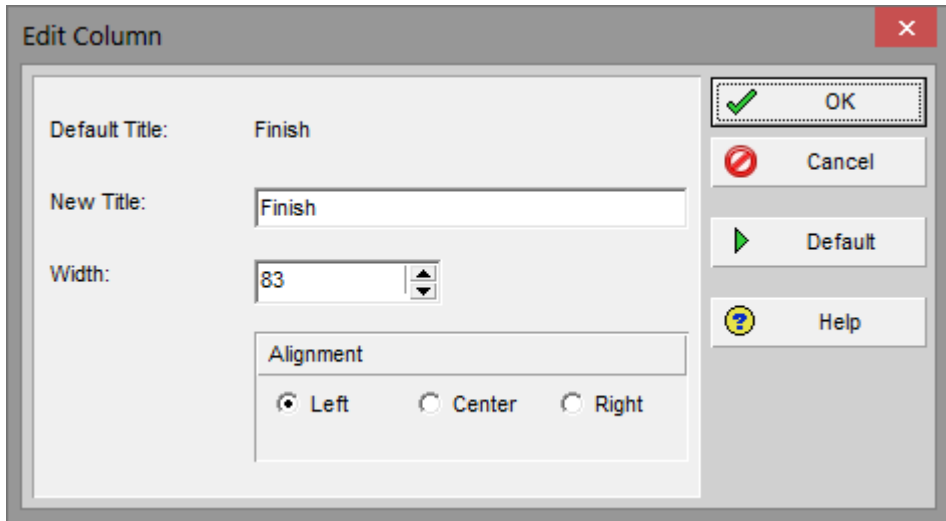 Edit Column
Default Title: Finish
New Title: Finish
Width: 83
Alignment
Left Center Right
OK
Cancel
Default
Help